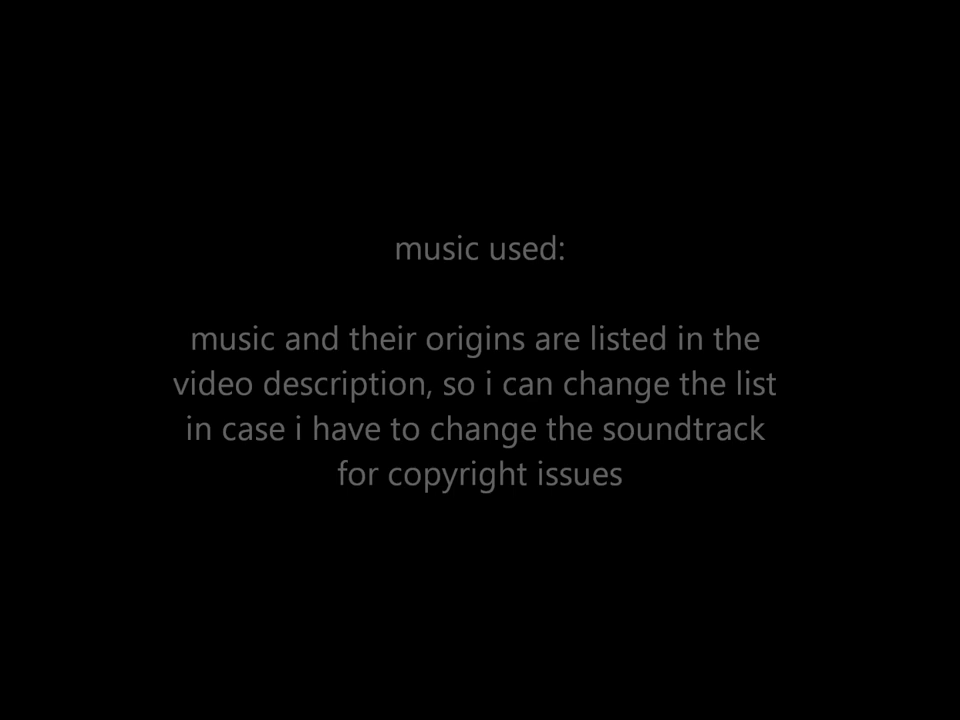 music used:
music and their origins are listed in the
video description, so i can change the list
in case i have to change the soundtrack
for copyright issues